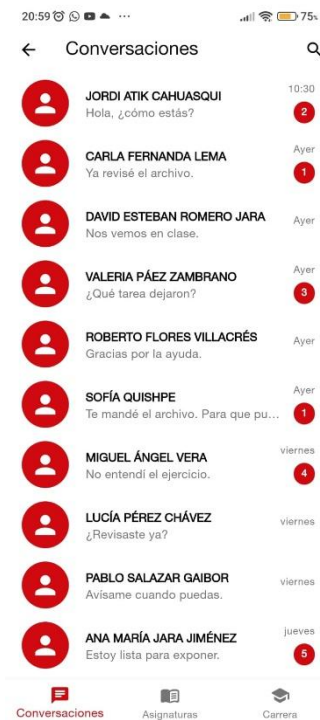 20:59 ... 75%
Conversaciones
JORDI ATIK CAHUASQUI 10:30
Hola, ¿cómo estás? 2
CARLA FERNANDA LEMA Ayer
Ya revisé el archivo. 1
DAVID ESTEBAN ROMERO JARA Ayer
Nos vemos en clase.
VALERIA PÁEZ ZAMBRANO Ayer
¿Qué tarea dejaron? 3
ROBERTO FLORES VILLACRÉS Ayer
Gracias por la ayuda.
SOFÍA QUISHPE Ayer
Te mandé el archivo. Para que pu... 1
MIGUEL ÁNGEL VERA viernes
No entendí el ejercicio. 4
LUCÍA PÉREZ CHÁVEZ viernes
¿Revisaste ya?
PABLO SALAZAR GAIBOR viernes
Avísame cuando puedas.
ANA MARÍA JARA JIMÉNEZ jueves
Estoy lista para exponer. 5
Conversaciones Asignaturas Carrera